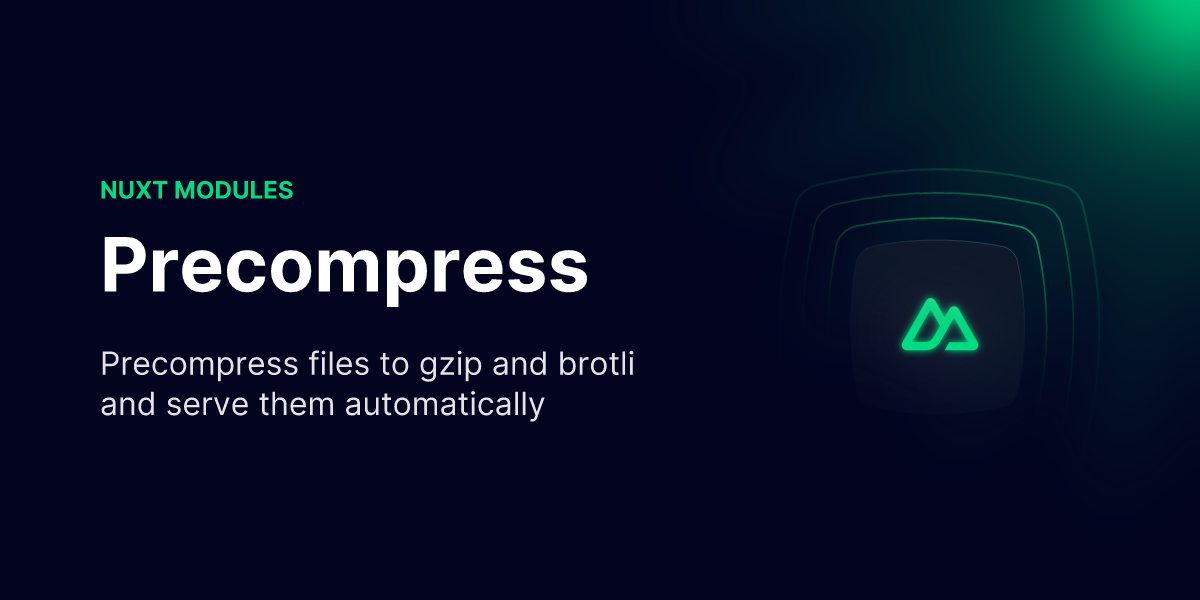 NUXT MODULES
Precompress
Precompress files to gzip and brotli
and serve them automatically